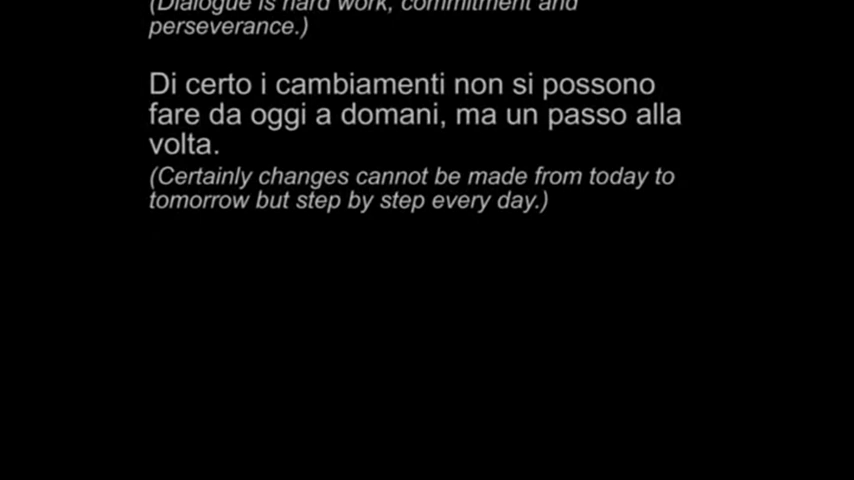 (Dialogue is hard work, commitment and
perseverance.)
Di certo i cambiamenti non si possono
fare da oggi a domani, ma un passo alla
volta.
(Certainly changes cannot be made from today to
tomorrow but step by step every day.)